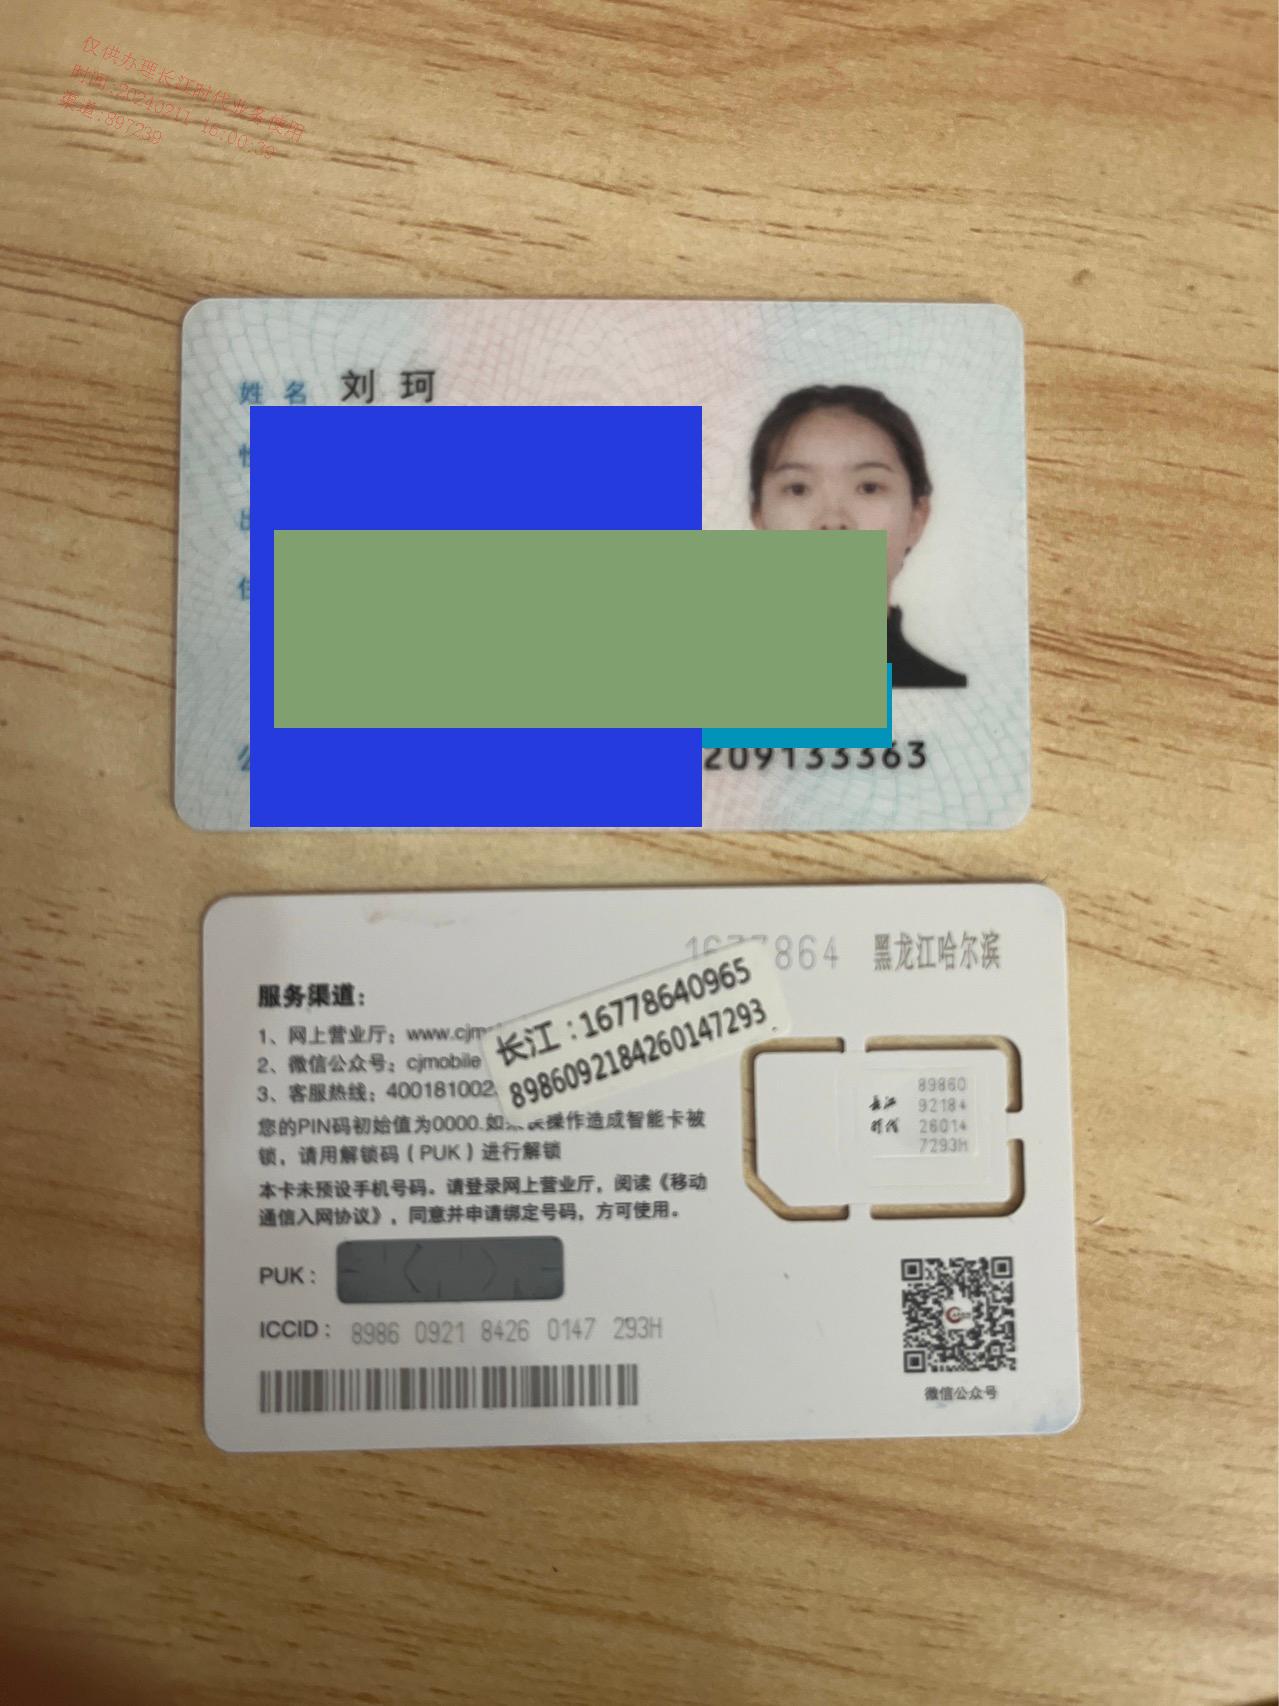 仅供办理长江时代业务使用
时间:20240211 16:00:39
渠道:897239
姓 名 刘 珂
209133363
864 黑龙江哈尔滨
长江：16778640965
8986092184260147293
服务渠道：
1、网上营业厅：www.cjm
2、微信公众号：cjmobile
3、客服热线：400181002
您的PIN码初始值为0000.如 操作造成智能卡被
锁，请用解锁码（PUK）进行解锁
本卡未预设手机号码。请登录网上营业厅，阅读《移动
通信入网协议》，同意并申请绑定号码，方可使用。
长江
时代
89860
92184
26014
7293H
PUK：
ICCID： 8986 0921 8426 0147 293H
微信公众号